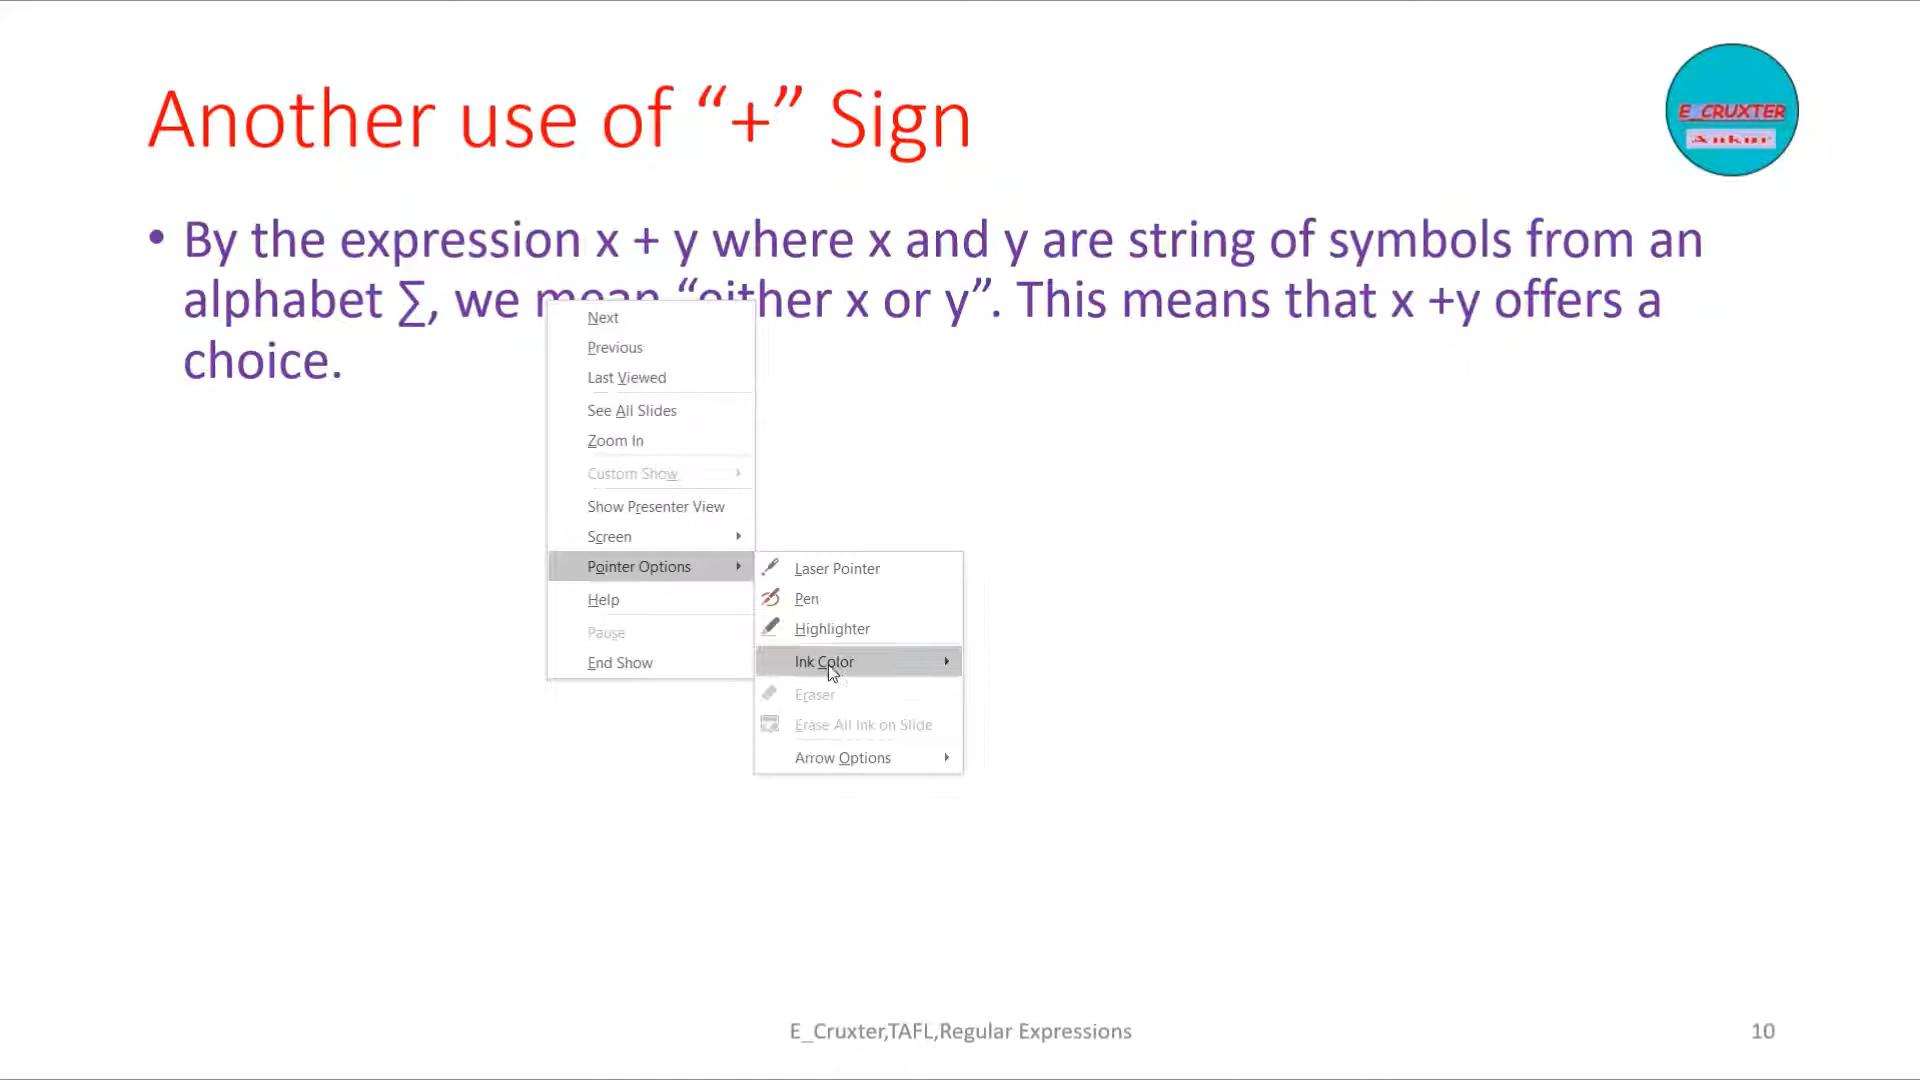 Another use of “+” Sign
E_CRUXTER
Ankur
• By the expression x + y where x and y are string of symbols from an
alphabet ∑, we mean “either x or y”. This means that x +y offers a
choice.
Next
Previous
Last Viewed
See All Slides
Zoom In
Custom Show
Show Presenter View
Screen
Pointer Options
Help
Pause
End Show
Laser Pointer
Pen
Highlighter
Ink Color
Eraser
Erase All Ink on Slide
Arrow Options
E_Cruxter,TAFL,Regular Expressions
10